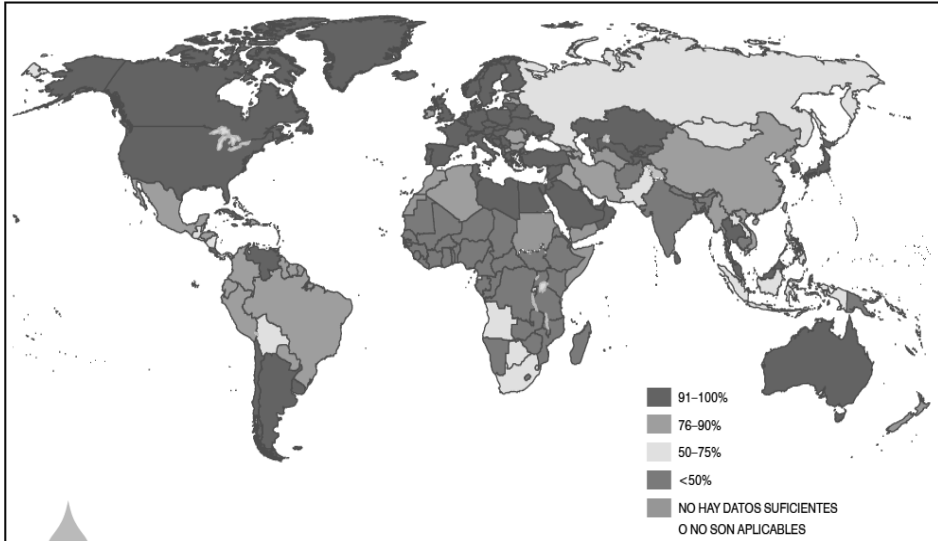 91–100%
76–90%
50–75%
<50%
NO HAY DATOS SUFICIENTES
O NO SON APLICABLES